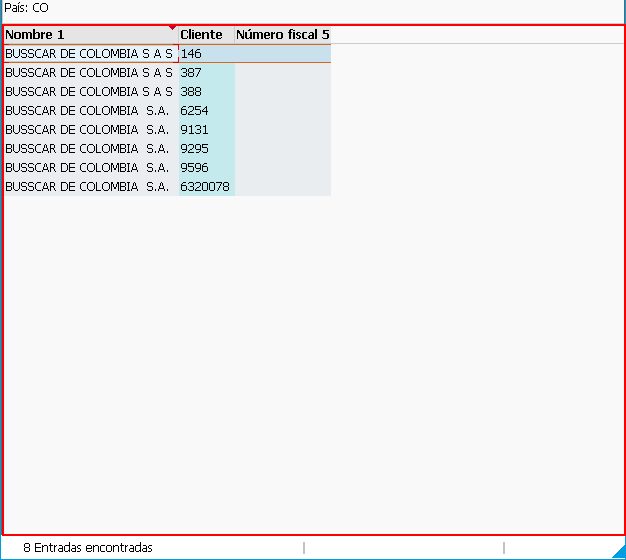 País: CO
Nombre 1 Cliente Número fiscal 5
BUSSCAR DE COLOMBIA S A S 146
BUSSCAR DE COLOMBIA S A S 387
BUSSCAR DE COLOMBIA S A S 388
BUSSCAR DE COLOMBIA  S.A. 6254
BUSSCAR DE COLOMBIA  S.A. 9131
BUSSCAR DE COLOMBIA  S.A. 9295
BUSSCAR DE COLOMBIA  S.A. 9596
BUSSCAR DE COLOMBIA  S.A. 6320078
8 Entradas encontradas